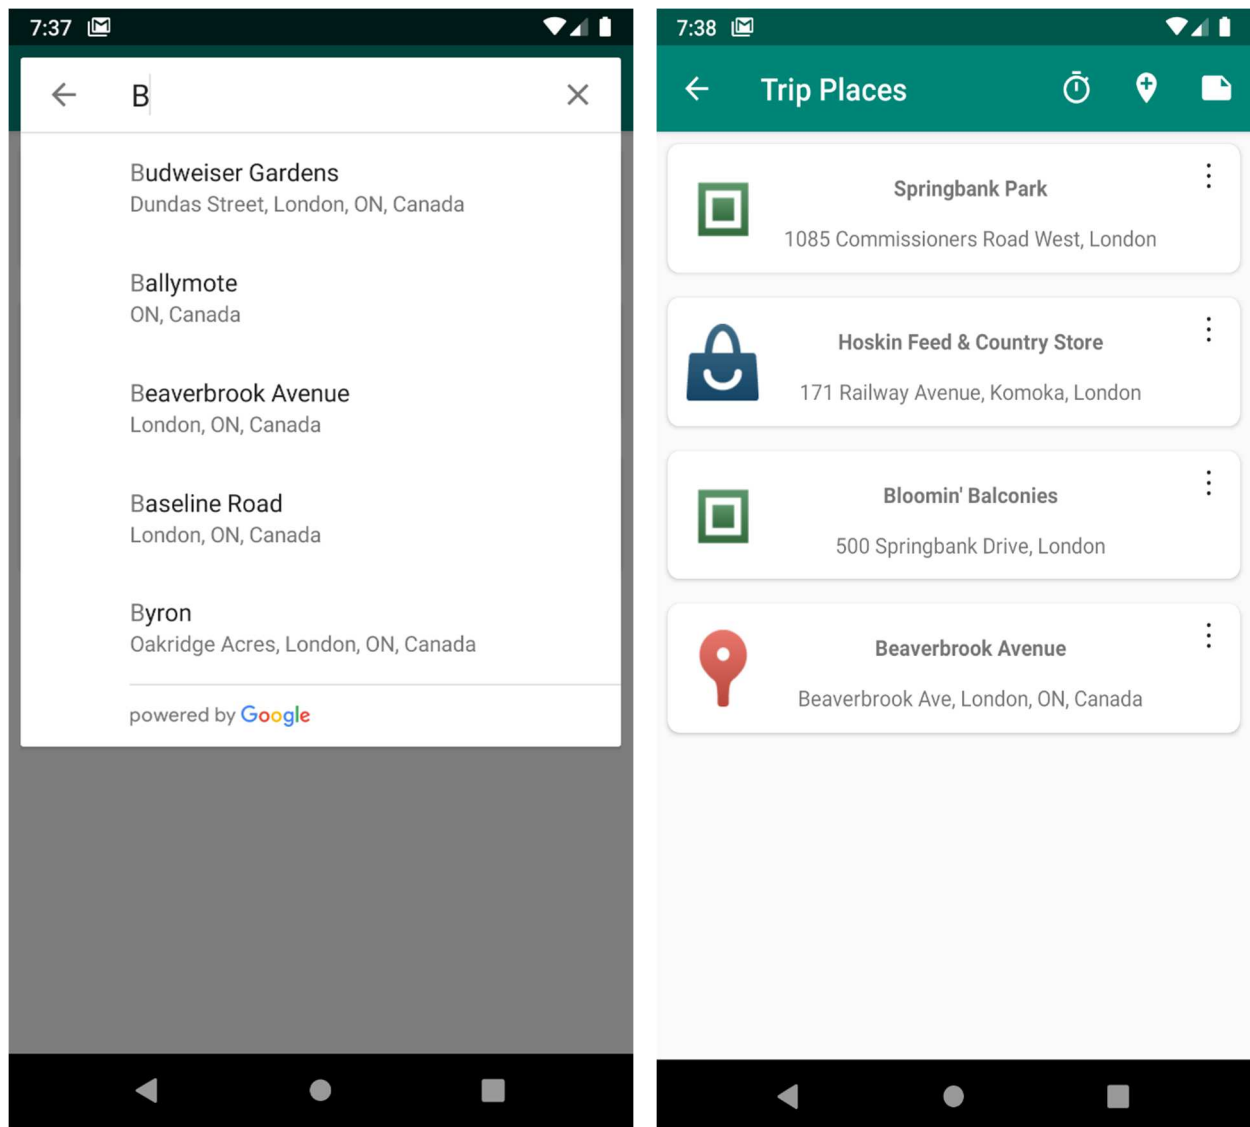 7:37
B
Budweiser Gardens
Dundas Street, London, ON, Canada
Ballymote
ON, Canada
Beaverbrook Avenue
London, ON, Canada
Baseline Road
London, ON, Canada
Byron
Oakridge Acres, London, ON, Canada
powered by Google
7:38
Trip Places
Springbank Park
1085 Commissioners Road West, London
Hoskin Feed & Country Store
171 Railway Avenue, Komoka, London
Bloomin' Balconies
500 Springbank Drive, London
Beaverbrook Avenue
Beaverbrook Ave, London, ON, Canada